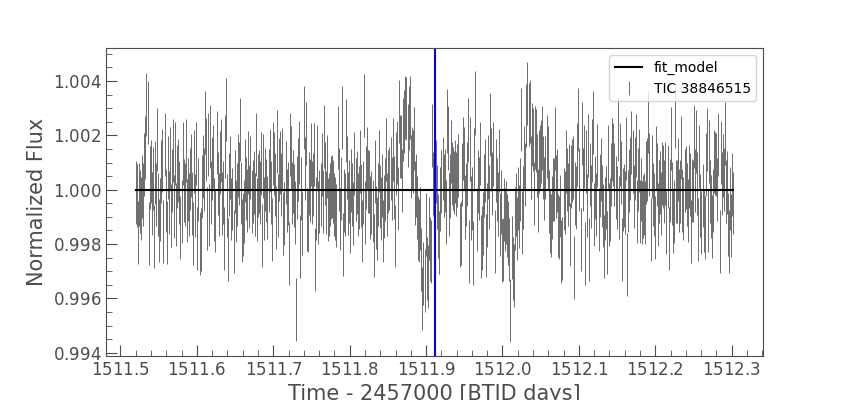 fit_model
TIC 38846515
Normalized Flux
1.004
1.002
1.000
0.998
0.996
0.994
1511.5 1511.6 1511.7 1511.8 1511.9 1512.0 1512.1 1512.2 1512.3
Time - 2457000 [BTJD days]